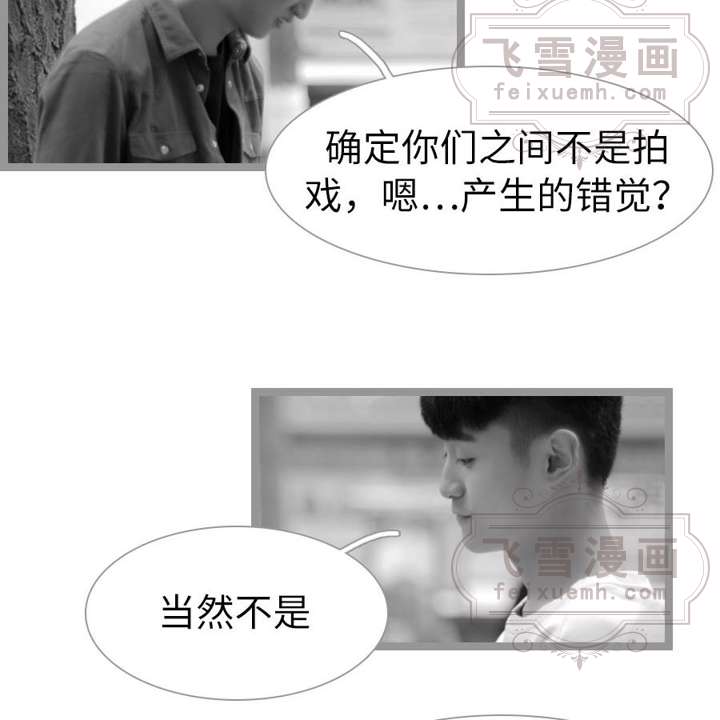 飞雪漫画
feixuemh.com
确定你们之间不是拍
戏，嗯...产生的错觉？
飞雪漫画
feixuemh.com
当然不是